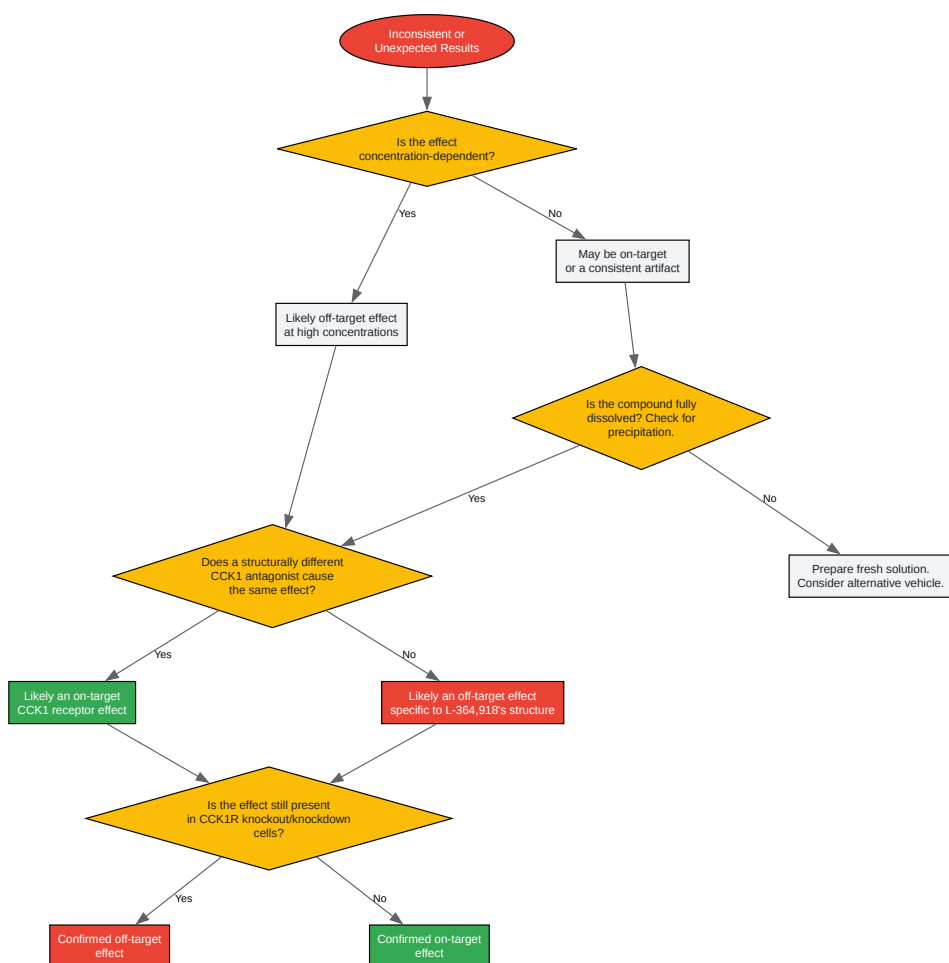 Inconsistent or
Unexpected Results
Is the effect
concentration-dependent?
Yes
No
May be on-target
or a consistent artifact
Likely off-target effect
at high concentrations
Is the compound fully
dissolved? Check for
precipitation.
Yes
No
Does a structurally different
CCK1 antagonist cause
the same effect?
Prepare fresh solution.
Consider alternative vehicle.
Yes
No
Likely an on-target
CCK1 receptor effect
Likely an off-target effect
specific to L-364,918's structure
Is the effect still present
in CCK1R knockout/knockdown
cells?
Yes
No
Confirmed off-target
effect
Confirmed on-target
effect